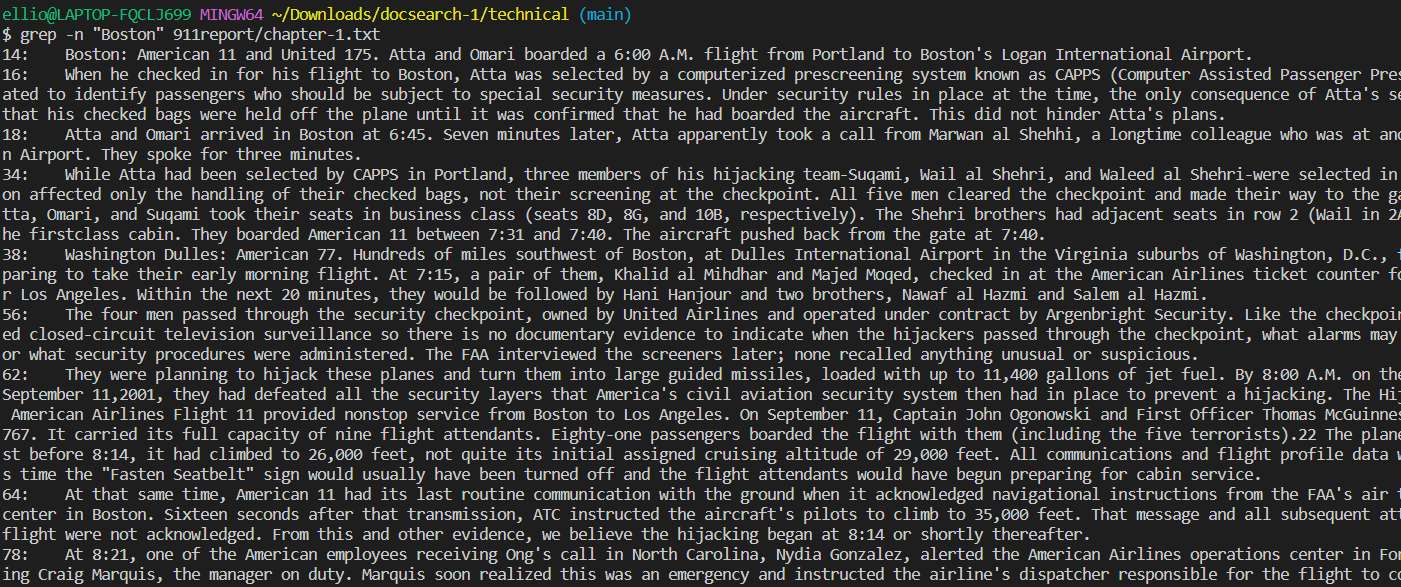 ellio@LAPTOP-FQCLJ699 MINGW64 ~/Downloads/docsearch-1/technical (main)
$ grep -n "Boston" 911report/chapter-1.txt
14:    Boston: American 11 and United 175. Atta and Omari boarded a 6:00 A.M. flight from Portland to Boston's Logan International Airport.
16:    When he checked in for his flight to Boston, Atta was selected by a computerized prescreening system known as CAPPS (Computer Assisted Passenger Pres
ated to identify passengers who should be subject to special security measures. Under security rules in place at the time, the only consequence of Atta's se
that his checked bags were held off the plane until it was confirmed that he had boarded the aircraft. This did not hinder Atta's plans.
18:    Atta and Omari arrived in Boston at 6:45. Seven minutes later, Atta apparently took a call from Marwan al Shehhi, a longtime colleague who was at ano
n Airport. They spoke for three minutes.
34:    While Atta had been selected by CAPPS in Portland, three members of his hijacking team-Suqami, Wail al Shehri, and Waleed al Shehri-were selected in
on affected only the handling of their checked bags, not their screening at the checkpoint. All five men cleared the checkpoint and made their way to the ga
tta, Omari, and Suqami took their seats in business class (seats 8D, 8G, and 10B, respectively). The Shehri brothers had adjacent seats in row 2 (Wail in 2A
he firstclass cabin. They boarded American 11 between 7:31 and 7:40. The aircraft pushed back from the gate at 7:40.
38:    Washington Dulles: American 77. Hundreds of miles southwest of Boston, at Dulles International Airport in the Virginia suburbs of Washington, D.C., f
paring to take their early morning flight. At 7:15, a pair of them, Khalid al Mihdhar and Majed Moqed, checked in at the American Airlines ticket counter fo
r Los Angeles. Within the next 20 minutes, they would be followed by Hani Hanjour and two brothers, Nawaf al Hazmi and Salem al Hazmi.
56:    The four men passed through the security checkpoint, owned by United Airlines and operated under contract by Argenbright Security. Like the checkpoin
ed closed-circuit television surveillance so there is no documentary evidence to indicate when the hijackers passed through the checkpoint, what alarms may
or what security procedures were administered. The FAA interviewed the screeners later; none recalled anything unusual or suspicious.
62:    They were planning to hijack these planes and turn them into large guided missiles, loaded with up to 11,400 gallons of jet fuel. By 8:00 A.M. on the
September 11,2001, they had defeated all the security layers that America's civil aviation security system then had in place to prevent a hijacking. The Hij
American Airlines Flight 11 provided nonstop service from Boston to Los Angeles. On September 11, Captain John Ogonowski and First Officer Thomas McGuinnes
767. It carried its full capacity of nine flight attendants. Eighty-one passengers boarded the flight with them (including the five terrorists).22 The plane
st before 8:14, it had climbed to 26,000 feet, not quite its initial assigned cruising altitude of 29,000 feet. All communications and flight profile data w
s time the "Fasten Seatbelt" sign would usually have been turned off and the flight attendants would have begun preparing for cabin service.
64:    At that same time, American 11 had its last routine communication with the ground when it acknowledged navigational instructions from the FAA's air t
center in Boston. Sixteen seconds after that transmission, ATC instructed the aircraft's pilots to climb to 35,000 feet. That message and all subsequent att
flight were not acknowledged. From this and other evidence, we believe the hijacking began at 8:14 or shortly thereafter.
78:    At 8:21, one of the American employees receiving Ong's call in North Carolina, Nydia Gonzalez, alerted the American Airlines operations center in For
ing Craig Marquis, the manager on duty. Marquis soon realized this was an emergency and instructed the airline's dispatcher responsible for the flight to co